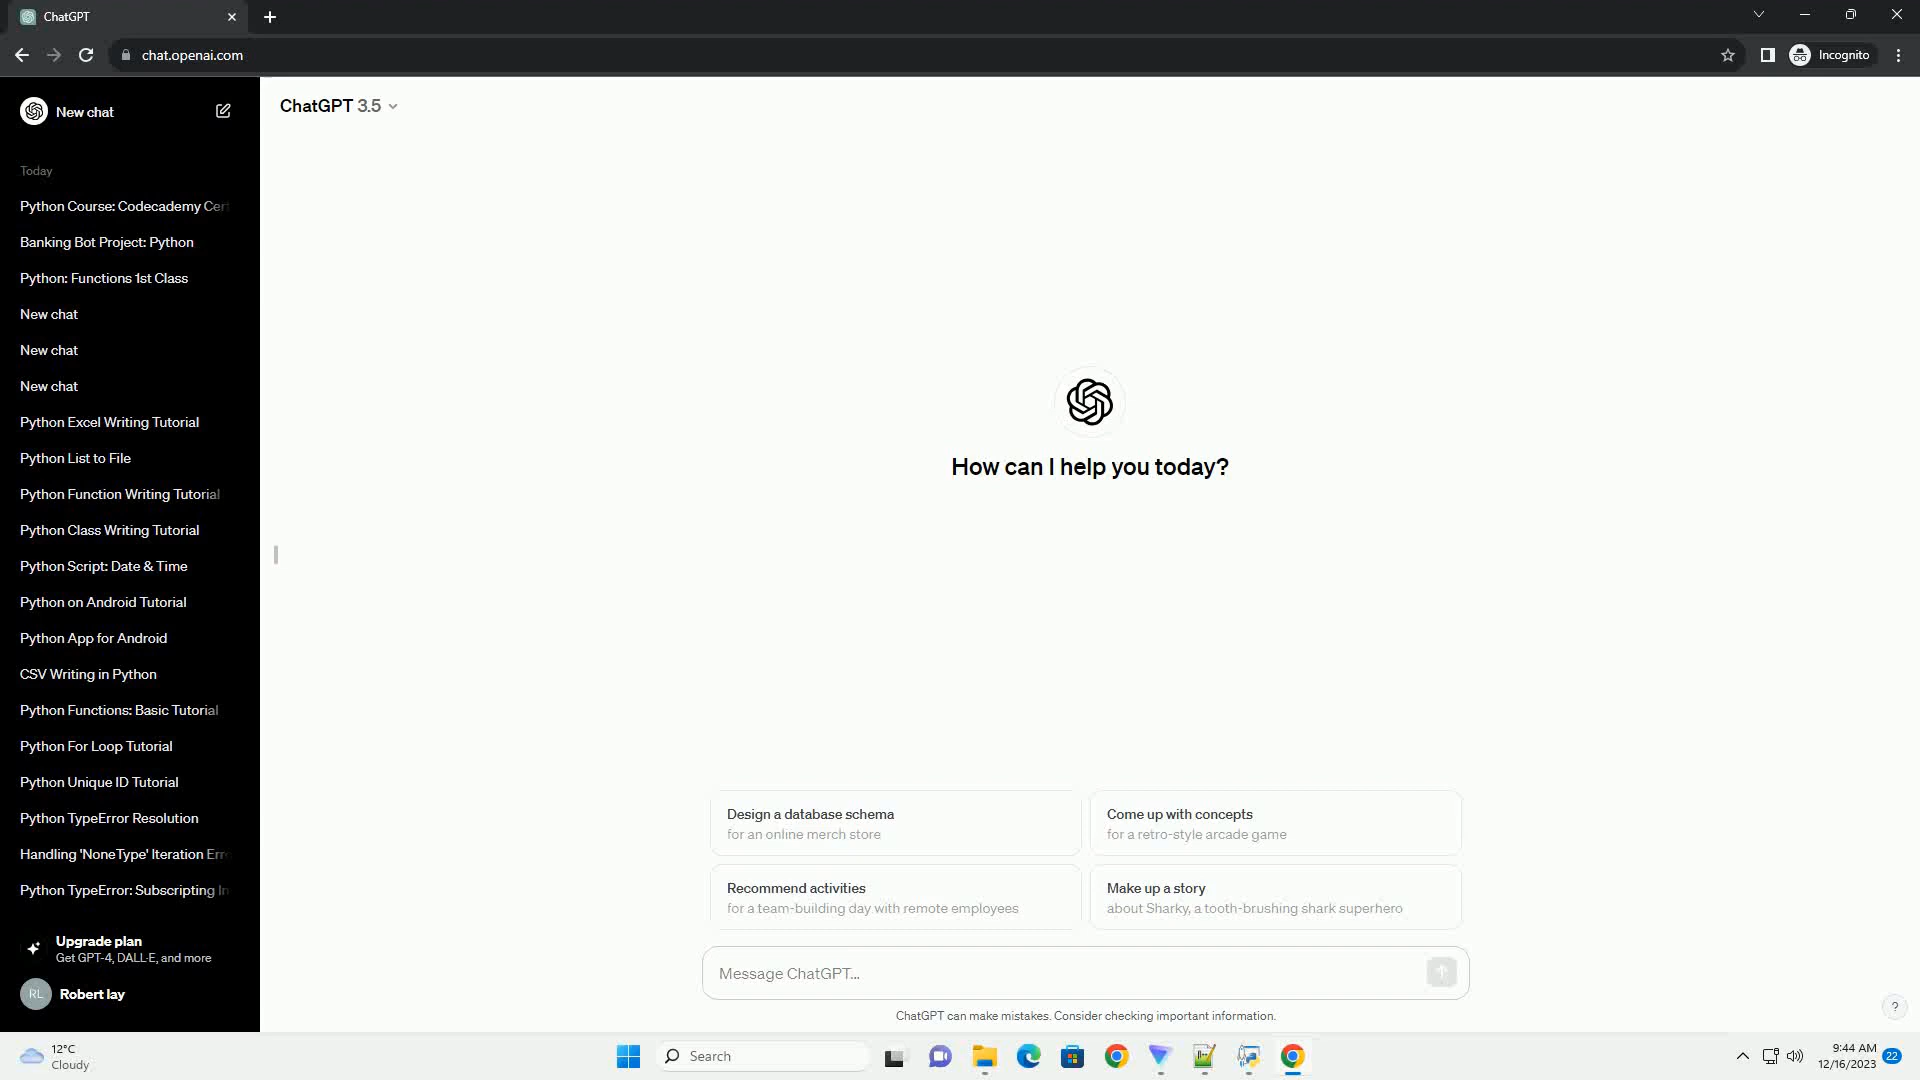 ChatGPT
chat.openai.com
Incognito
New chat
ChatGPT 3.5
Today
Python Course: Codecademy Cer
Banking Bot Project: Python
Python: Functions 1st Class
New chat
New chat
New chat
Python Excel Writing Tutorial
Python List to File
Python Function Writing Tutorial
Python Class Writing Tutorial
Python Script: Date & Time
Python on Android Tutorial
Python App for Android
CSV Writing in Python
Python Functions: Basic Tutorial
Python For Loop Tutorial
Python Unique ID Tutorial
Python TypeError Resolution
Handling 'NoneType' Iteration Err
Python TypeError: Subscripting In
Upgrade plan
Get GPT-4, DALL·E, and more
RL Robert lay
How can I help you today?
Design a database schema
for an online merch store
Come up with concepts
for a retro-style arcade game
Recommend activities
for a team-building day with remote employees
Make up a story
about Sharky, a tooth-brushing shark superhero
Message ChatGPT...
ChatGPT can make mistakes. Consider checking important information.
?
12°C
Cloudy
Search
9:44 AM
12/16/2023
22